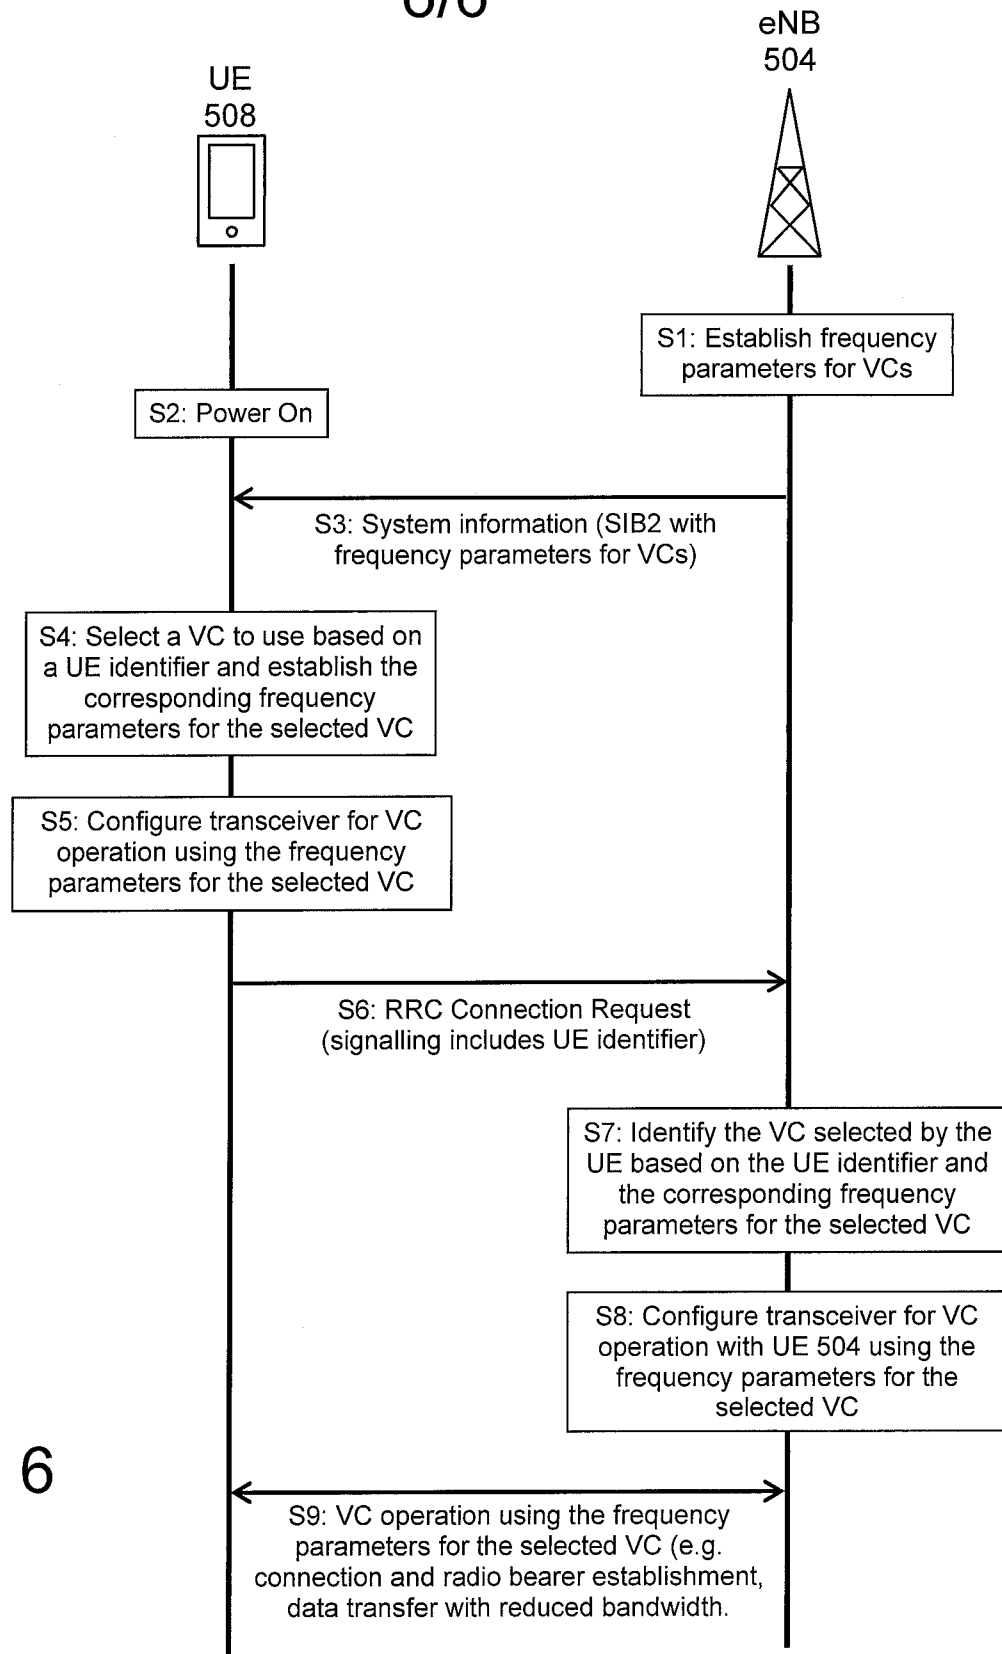 6/6
eNB
504
UE
508
S1: Establish frequency
parameters for VCs
S2: Power On
S3: System information (SIB2 with
frequency parameters for VCs)
S4: Select a VC to use based on
a UE identifier and establish the
corresponding frequency
parameters for the selected VC
S5: Configure transceiver for VC
operation using the frequency
parameters for the selected VC
S6: RRC Connection Request
(signalling includes UE identifier)
S7: Identify the VC selected by the
UE based on the UE identifier and
the corresponding frequency
parameters for the selected VC
S8: Configure transceiver for VC
operation with UE 504 using the
frequency parameters for the
selected VC
6
S9: VC operation using the frequency
parameters for the selected VC (e.g.
connection and radio bearer establishment,
data transfer with reduced bandwidth.